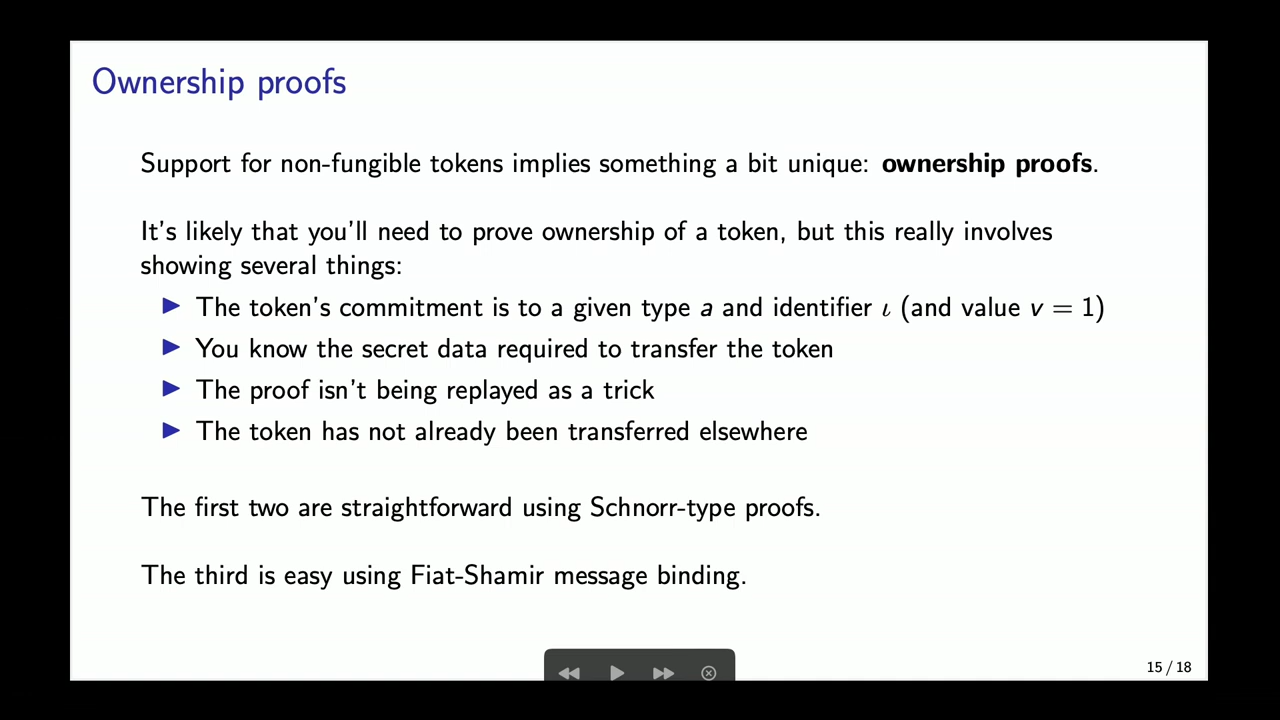 Ownership proofs
Support for non-fungible tokens implies something a bit unique: ownership proofs.
It's likely that you'll need to prove ownership of a token, but this really involves
showing several things:
▶ The token's commitment is to a given type a and identifier ι (and value v = 1)
▶ You know the secret data required to transfer the token
▶ The proof isn't being replayed as a trick
▶ The token has not already been transferred elsewhere
The first two are straightforward using Schnorr-type proofs.
The third is easy using Fiat-Shamir message binding.
15 / 18